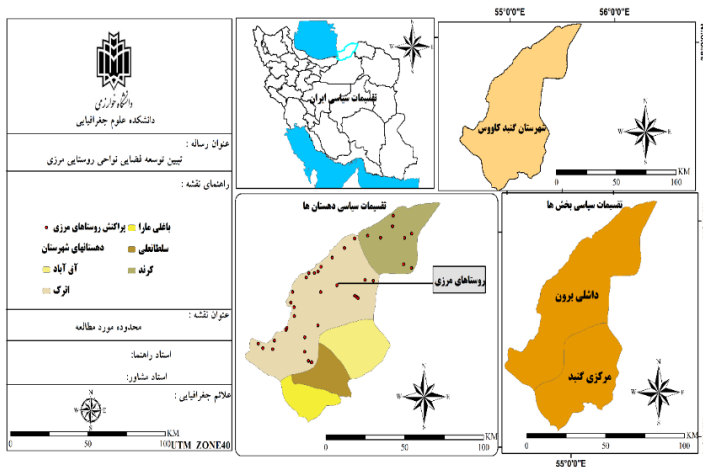 دانشگاه خوارزمی
دانشکده علوم جغرافیایی
عنوان رساله :
تبیین توسعه فضایی نواحی روستایی مرزی
راهنمای نقشه :
پراکنش روستاهای مرزی
باغلی مارا
دهستانهای شهرستان
سلطانعلی
آق آباد
کرند
اترک
عنوان نقشه :
محدوده مورد مطالعه
استاد راهنما:
استاد مشاور:
علائم جغرافیایی :
N
W
E
S
KM
0
50
100
UTM_ZONE40
تقسیمات سیاسی ایران
N
W
E
S
55°0'0"E
56°0'0"E
شهرستان گنبد کاووس
N
W
E
S
KM
0
50
100
تقسیمات سیاسی دهستان ها
روستاهای مرزی
N
W
E
S
KM
0
50
100
تقسیمات سیاسی بخش ها
داشلی برون
مرکزی گنبد
N
W
E
S
KM
0
50
100
55°0'0"E